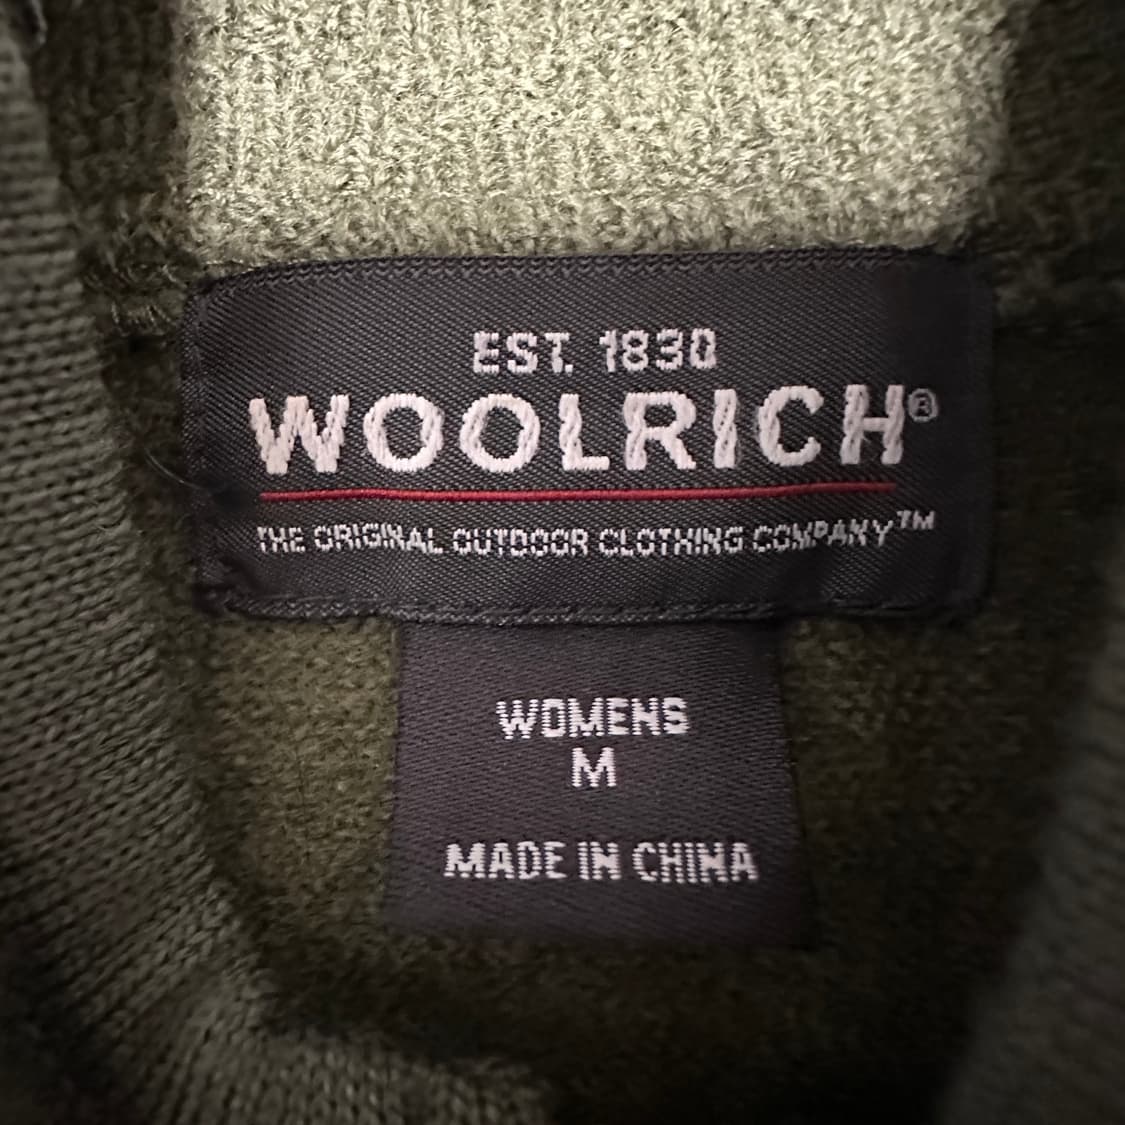 EST. 1830
WOOLRICH®
THE ORIGINAL OUTDOOR CLOTHING COMPANY™
WOMENS
M
MADE IN CHINA